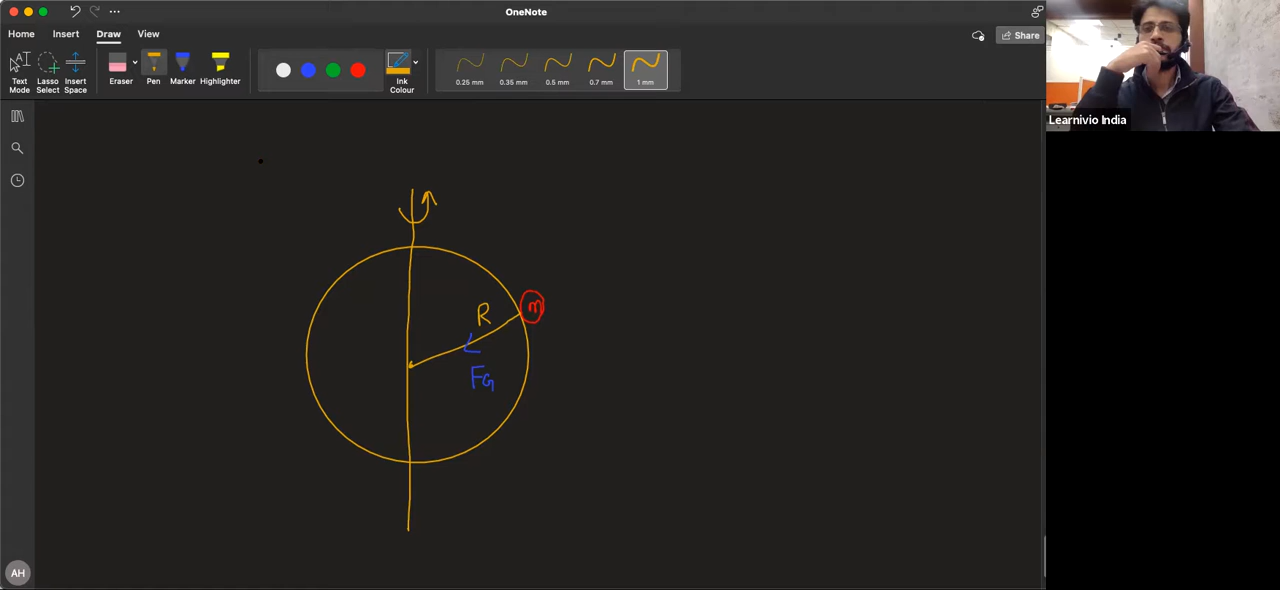 OneNote
Home Insert Draw View
Share
Text Mode
Lasso Select
Insert Space
Eraser
Pen
Marker
Highlighter
Ink Colour
0.25 mm
0.35 mm
0.5 mm
0.7 mm
1 mm
Learnivio India
R
m
FG
AH